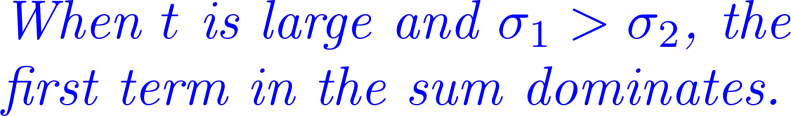 When t is large and σ₁ > σ₂, the
first term in the sum dominates.